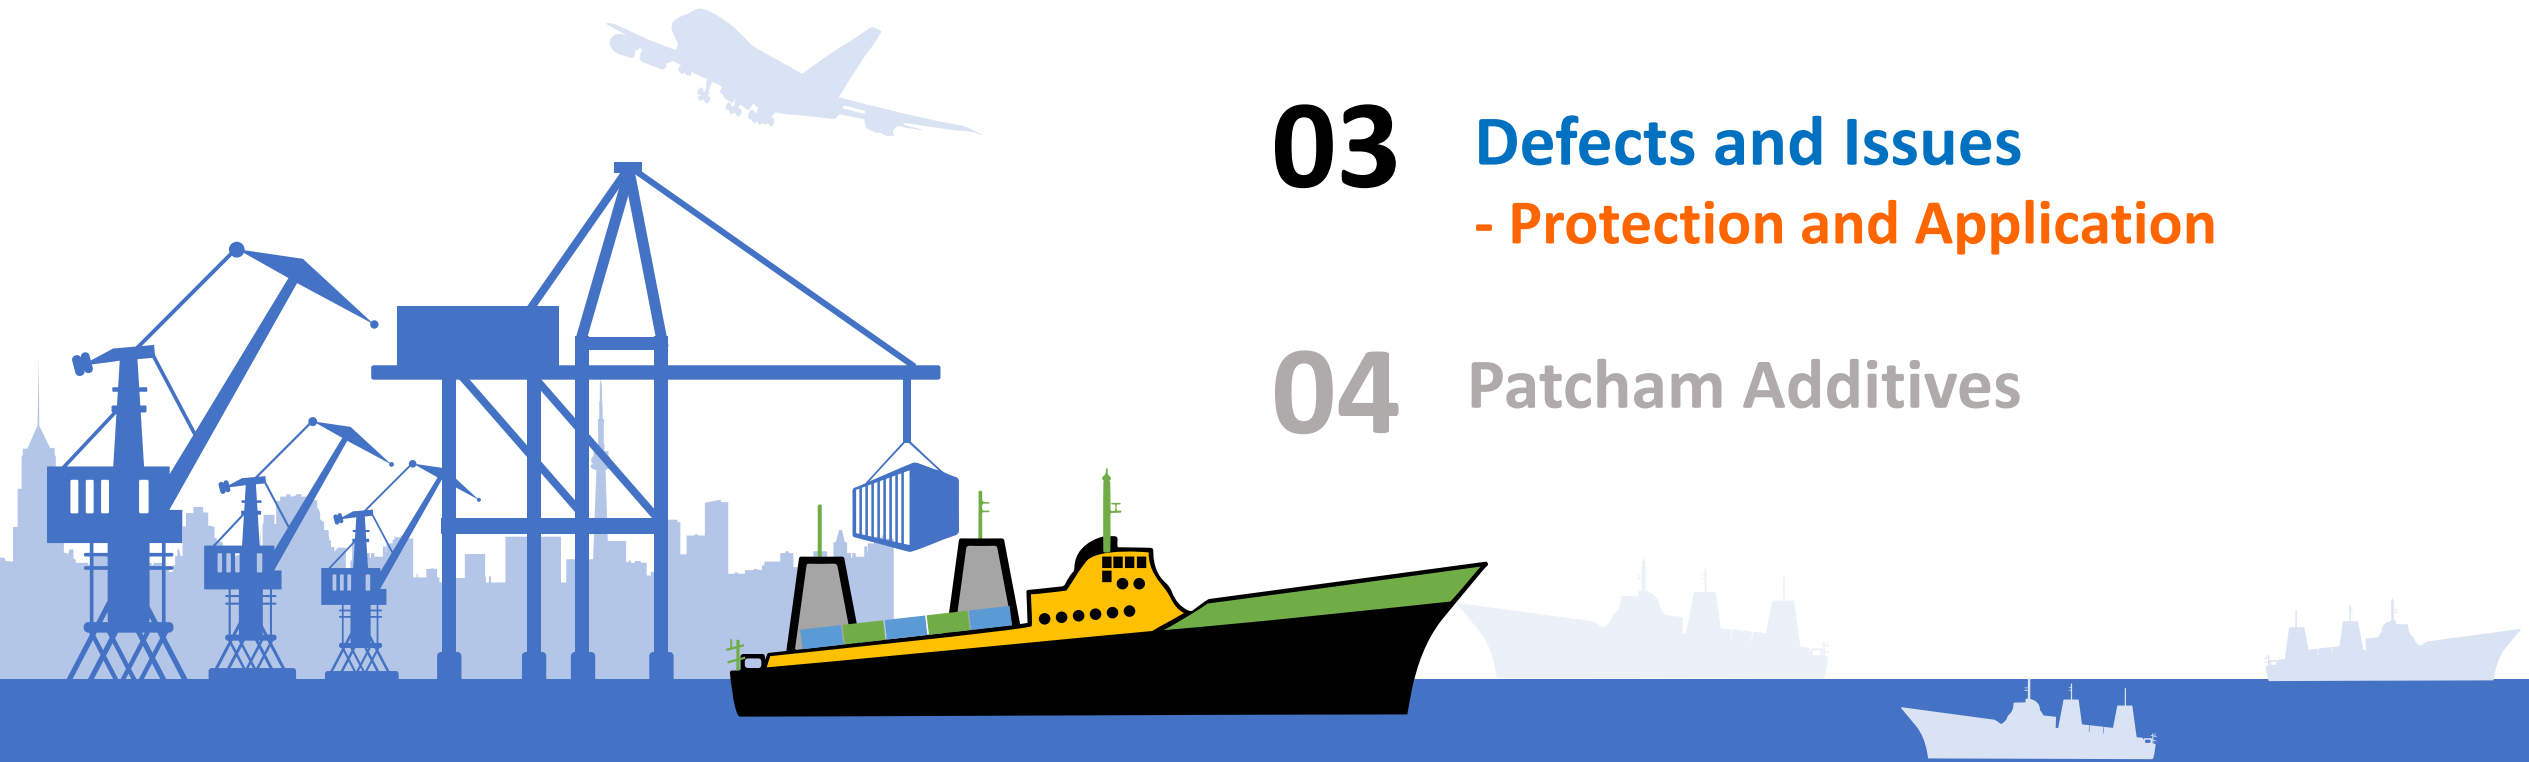 03 Defects and Issues
- Protection and Application
04 Patcham Additives